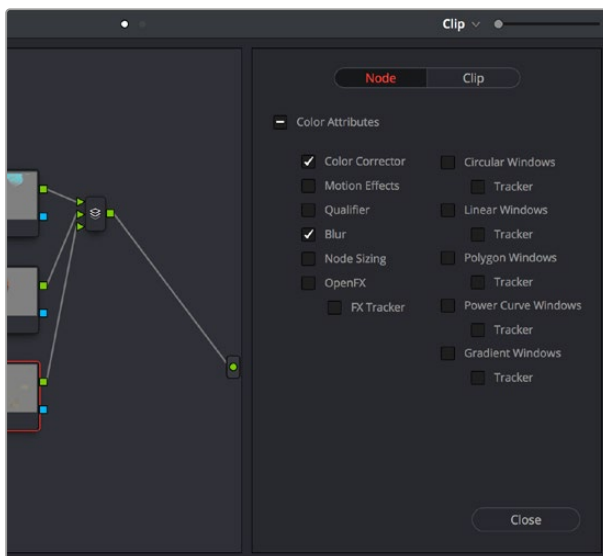 Clip
Node Clip
Color Attributes
Color Corrector
Motion Effects
Qualifier
Blur
Node Sizing
OpenFX
FX Tracker
Circular Windows
Tracker
Linear Windows
Tracker
Polygon Windows
Tracker
Power Curve Windows
Tracker
Gradient Windows
Tracker
Close